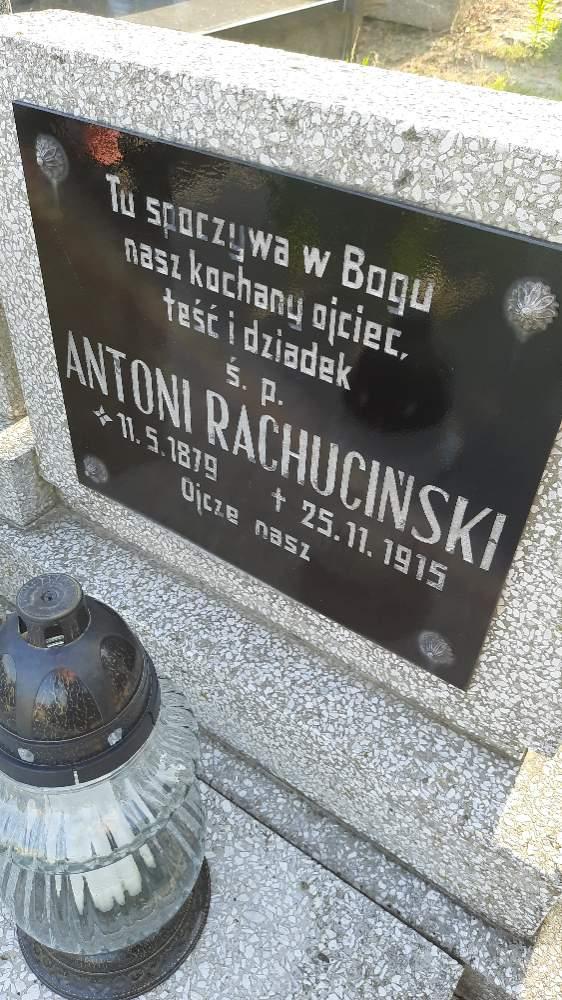 Tu spoczywa w Bogu
nasz kochany ojciec,
teść i dziadek
ś. p.
ANTONI RACHUCIŃSKI
11.5.1879 † 25.11.1915
Ojcze nasz